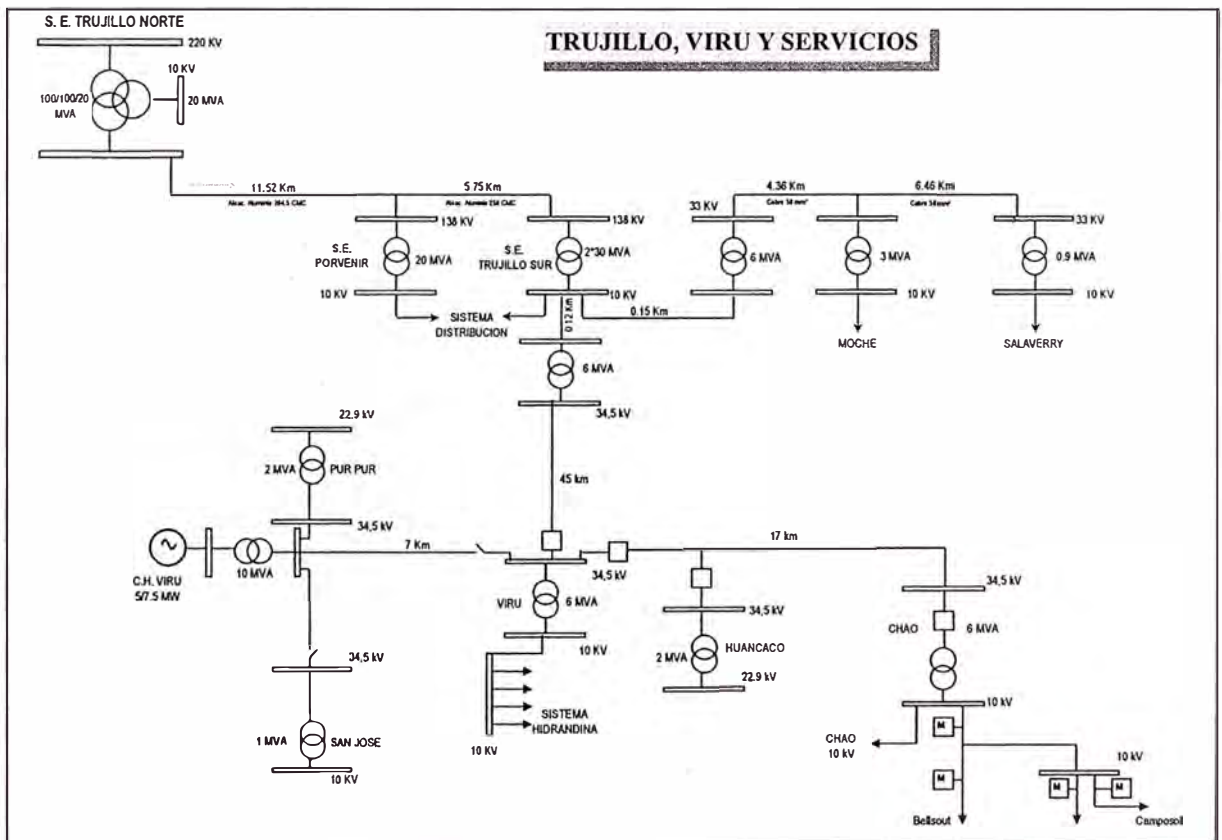 S. E. TRUJILLO NORTE
220 KV
TRUJILLO, VIRU Y SERVICIOS
10 KV
100/100/20
MVA
20 MVA
11.52 Km
5.75 Km
4.36 Km
6.46 Km
138 KV
138 KV
33 KV
33 KV
S.E.
PORVENIR
20 MVA
S.E.
TRUJILLO SUR
2*30 MVA
6 MVA
3 MVA
0,9 MVA
10 KV
10 KV
10 KV
10 KV
SISTEMA
DISTRIBUCION
0.12 Km
0.15 Km
MOCHE
SALAVERRY
6 MVA
34,5 kV
22.9 kV
2 MVA
PUR PUR
45 km
34,5 kV
7 Km
17 km
C.H. VIRU
5/7.5 MW
10 MVA
34,5 kV
VIRU
6 MVA
34,5 kV
34,5 kV
CHAO
6 MVA
10 KV
HUANCACO
2 MVA
22.9 kV
34,5 kV
SISTEMA
HIDRANDINA
10 KV
1 MVA
SAN JOSE
10 KV
10 kV
M
CHAO
10 kV
10 kV
M
M
M
Bellsout
Camposol